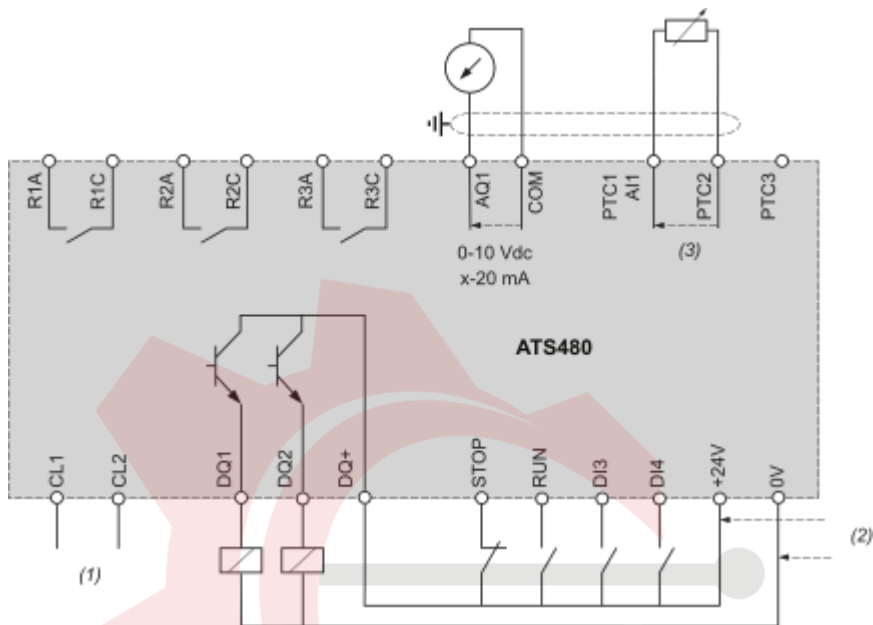 R1A
R1C
R2A
R2C
R3A
R3C
AQ1
COM
PTC1
AI1
PTC2
PTC3
0-10 Vdc
x-20 mA
(3)
ATS480
CL1
CL2
DQ1
DQ2
DQ+
STOP
RUN
DI3
DI4
+24V
0V
(1)
(2)